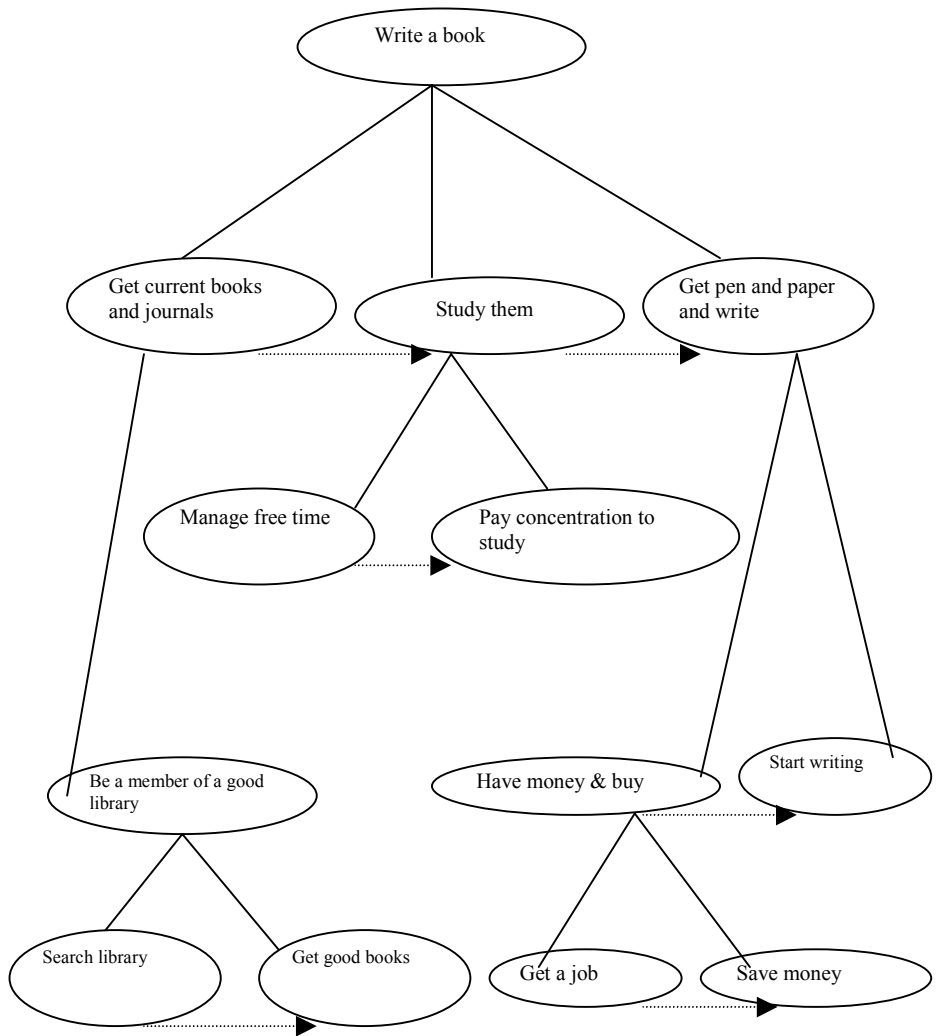 Write a book
Get current books
and journals
Study them
Get pen and paper
and write
Manage free time
Pay concentration to
study
Be a member of a good
library
Have money & buy
Start writing
Search library
Get good books
Get a job
Save money